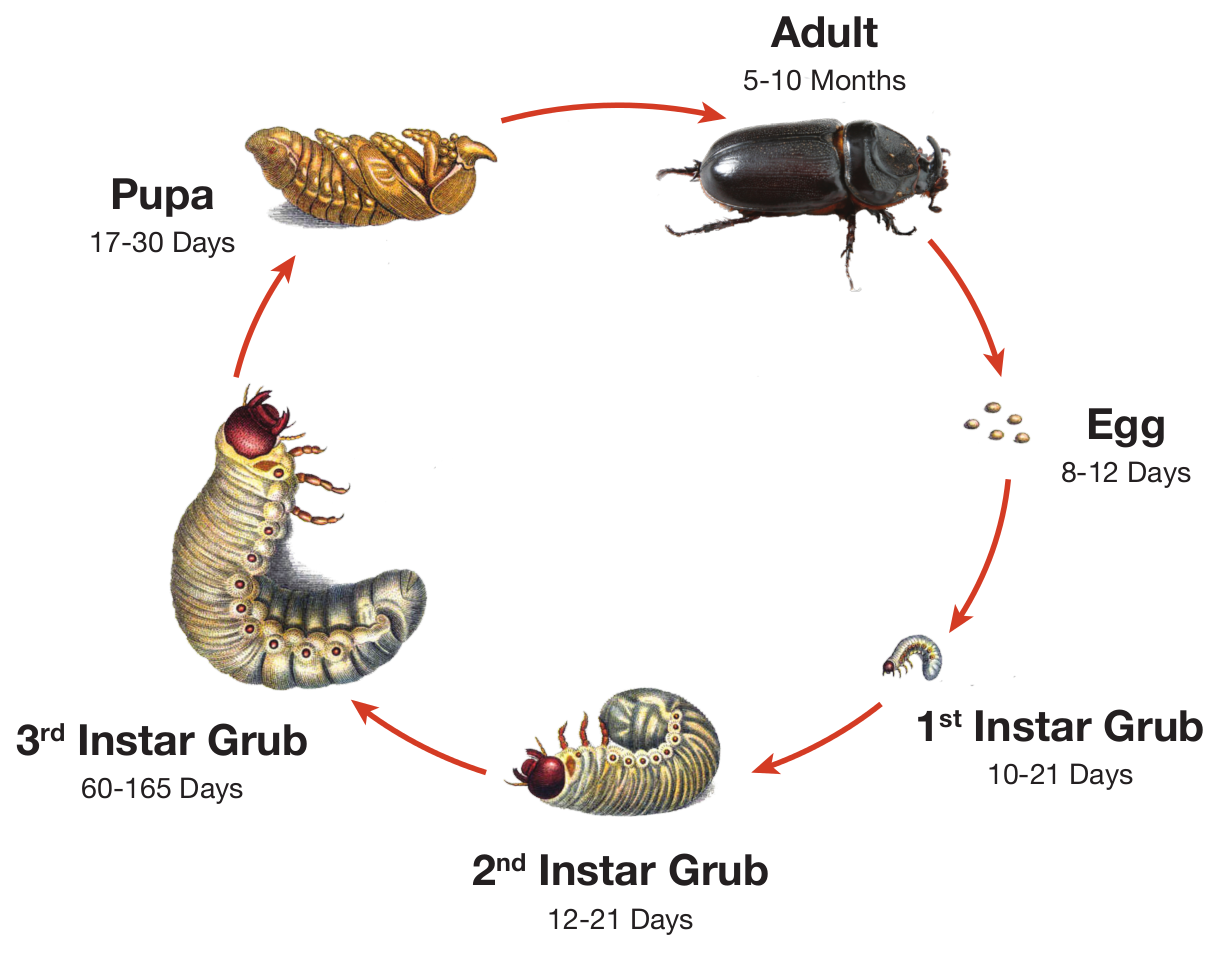 Adult
5-10 Months
Pupa
17-30 Days
Egg
8-12 Days
1st Instar Grub
10-21 Days
2nd Instar Grub
12-21 Days
3rd Instar Grub
60-165 Days